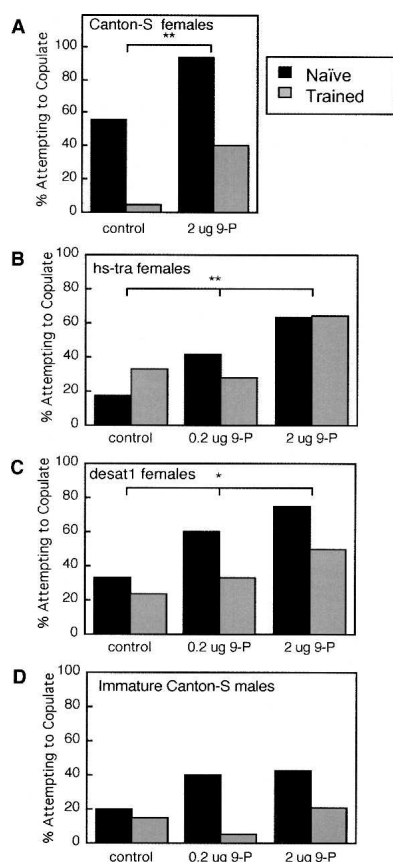 A
Canton-S females
**
% Attempting to Copulate
100
80
60
40
20
0
control
2 ug 9-P
Naïve
Trained
B
hs-tra females
**
% Attempting to Copulate
100
80
60
40
20
0
control
0.2 ug 9-P
2 ug 9-P
C
desat1 females
*
% Attempting to Copulate
100
80
60
40
20
0
control
0.2 ug 9-P
2 ug 9-P
D
Immature Canton-S males
% Attempting to Copulate
100
80
60
40
20
0
control
0.2 ug 9-P
2 ug 9-P